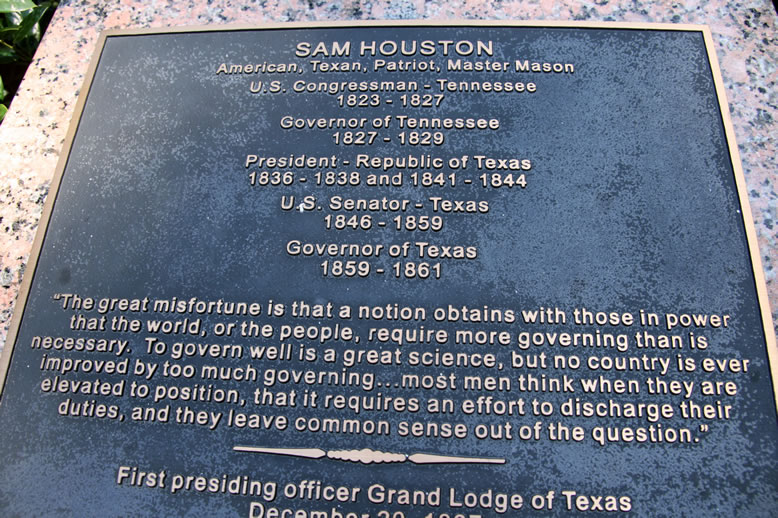 SAM HOUSTON
American, Texan, Patriot, Master Mason
U.S. Congressman - Tennessee
1823 - 1827
Governor of Tennessee
1827 - 1829
President - Republic of Texas
1836 - 1838 and 1841 - 1844
U.S. Senator - Texas
1846 - 1859
Governor of Texas
1859 - 1861
"The great misfortune is that a notion obtains with those in power
that the world, or the people, require more governing than is
necessary. To govern well is a great science, but no country is ever
improved by too much governing...most men think when they are
elevated to position, that it requires an effort to discharge their
duties, and they leave common sense out of the question."
First presiding officer Grand Lodge of Texas
December